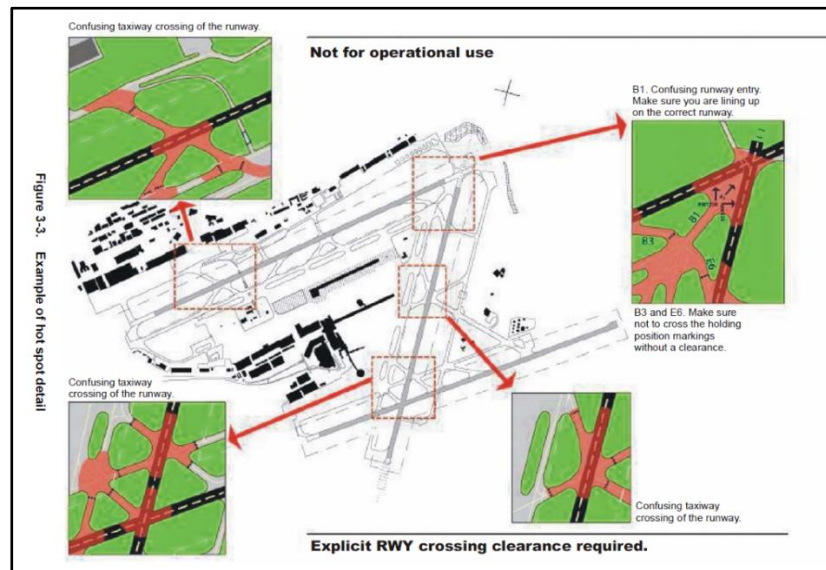 Confusing taxiway crossing of the runway.
Not for operational use
B1. Confusing runway entry.
Make sure you are lining up
on the correct runway.
B1
B3
E6
B3 and E6. Make sure
not to cross the holding
position markings
without a clearance.
Figure 3-3. Example of hot spot detail
Confusing taxiway
crossing of the runway.
Confusing taxiway
crossing of the runway.
Explicit RWY crossing clearance required.